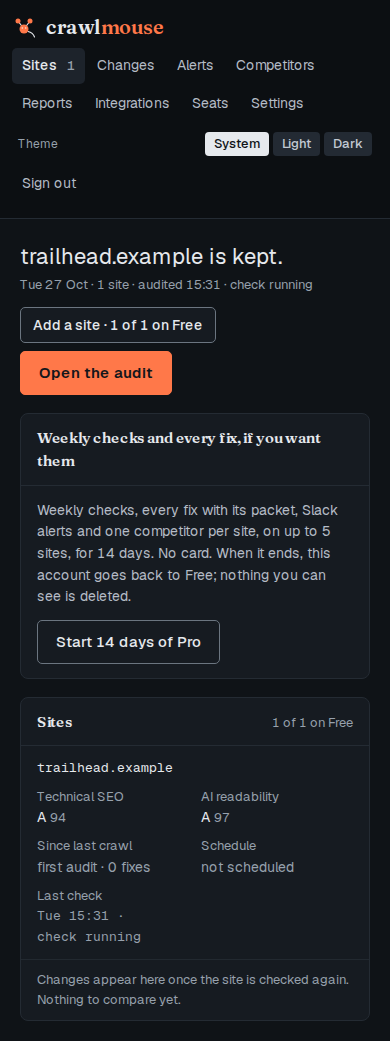 crawlmouse
Sites 1 Changes Alerts Competitors
Reports Integrations Seats Settings
Theme System Light Dark
Sign out
trailhead.example is kept.
Tue 27 Oct · 1 site · audited 15:31 · check running
Add a site · 1 of 1 on Free
Open the audit
Weekly checks and every fix, if you want
them
Weekly checks, every fix with its packet, Slack
alerts and one competitor per site, on up to 5
sites, for 14 days. No card. When it ends, this
account goes back to Free; nothing you can
see is deleted.
Start 14 days of Pro
Sites 1 of 1 on Free
trailhead.example
Technical SEO AI readability
A 94 A 97
Since last crawl Schedule
first audit · 0 fixes not scheduled
Last check
Tue 15:31 ·
check running
Changes appear here once the site is checked again.
Nothing to compare yet.